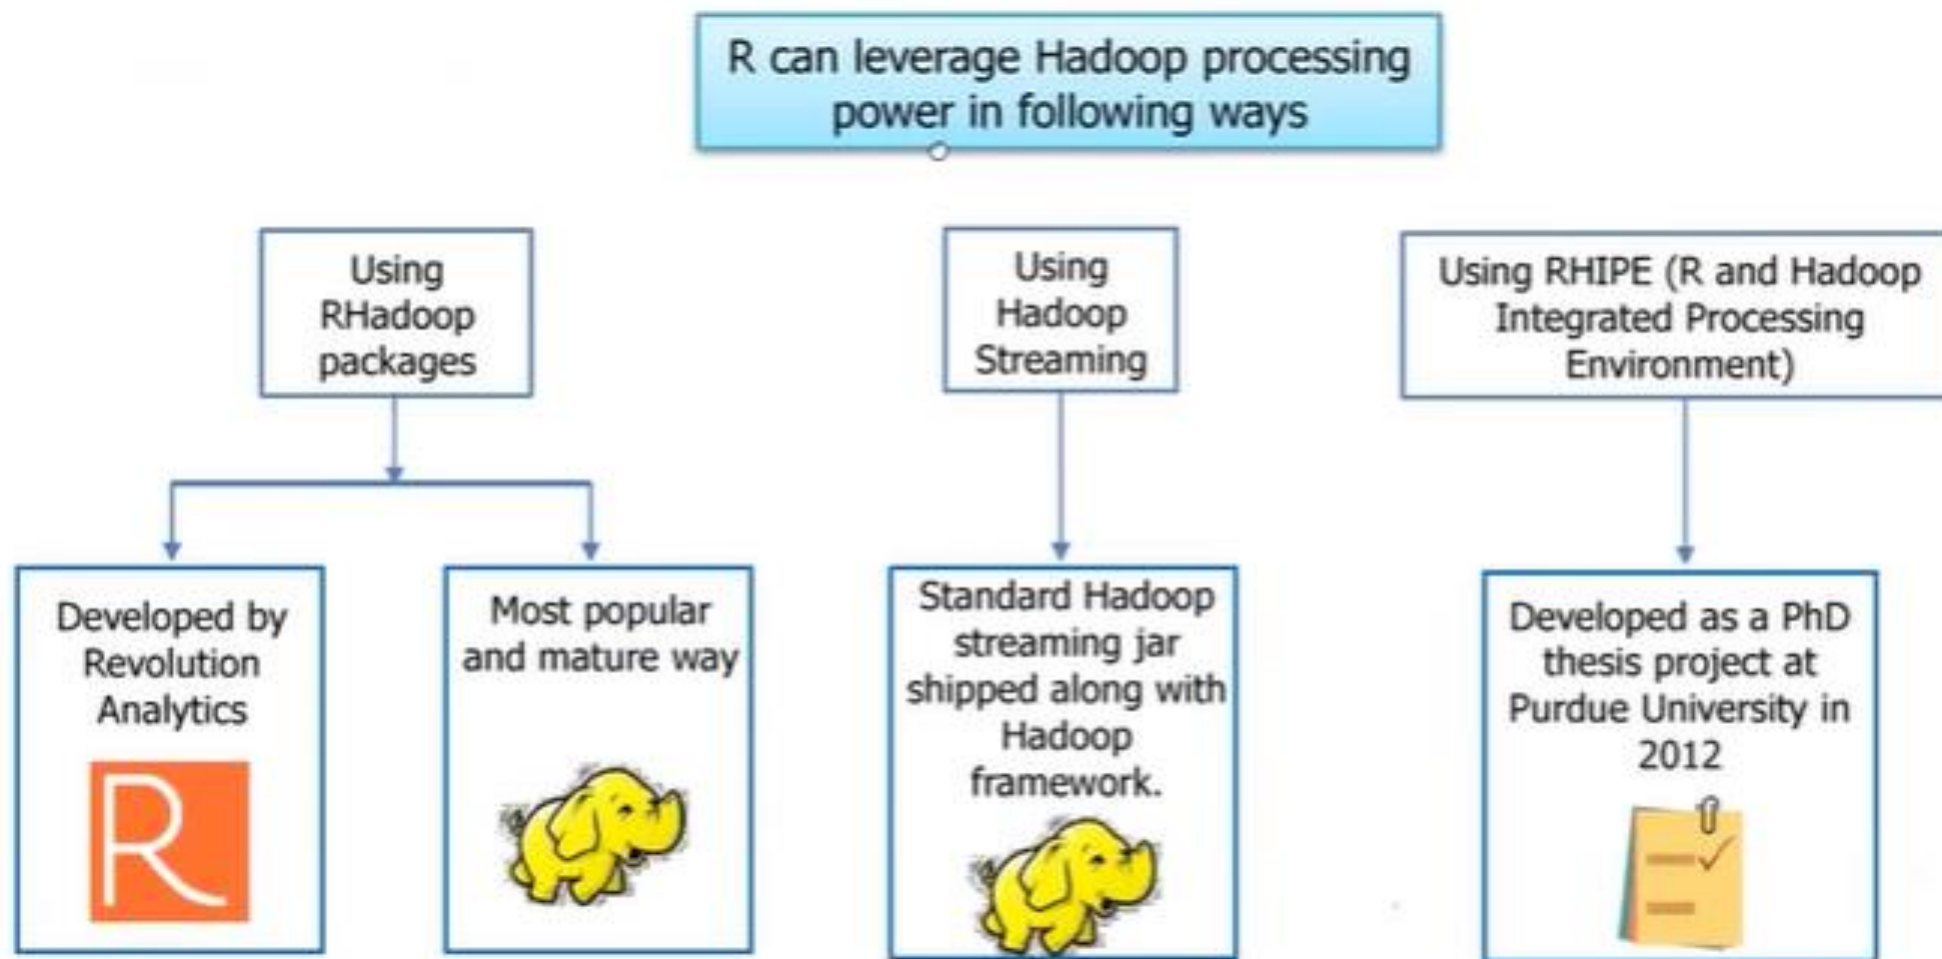 R can leverage Hadoop processing
power in following ways
Using
RHadoop
packages
Using
Hadoop
Streaming
Using RHIPE (R and Hadoop
Integrated Processing
Environment)
Developed by
Revolution
Analytics
R
Most popular
and mature way
Standard Hadoop
streaming jar
shipped along with
Hadoop
framework.
Developed as a PhD
thesis project at
Purdue University in
2012